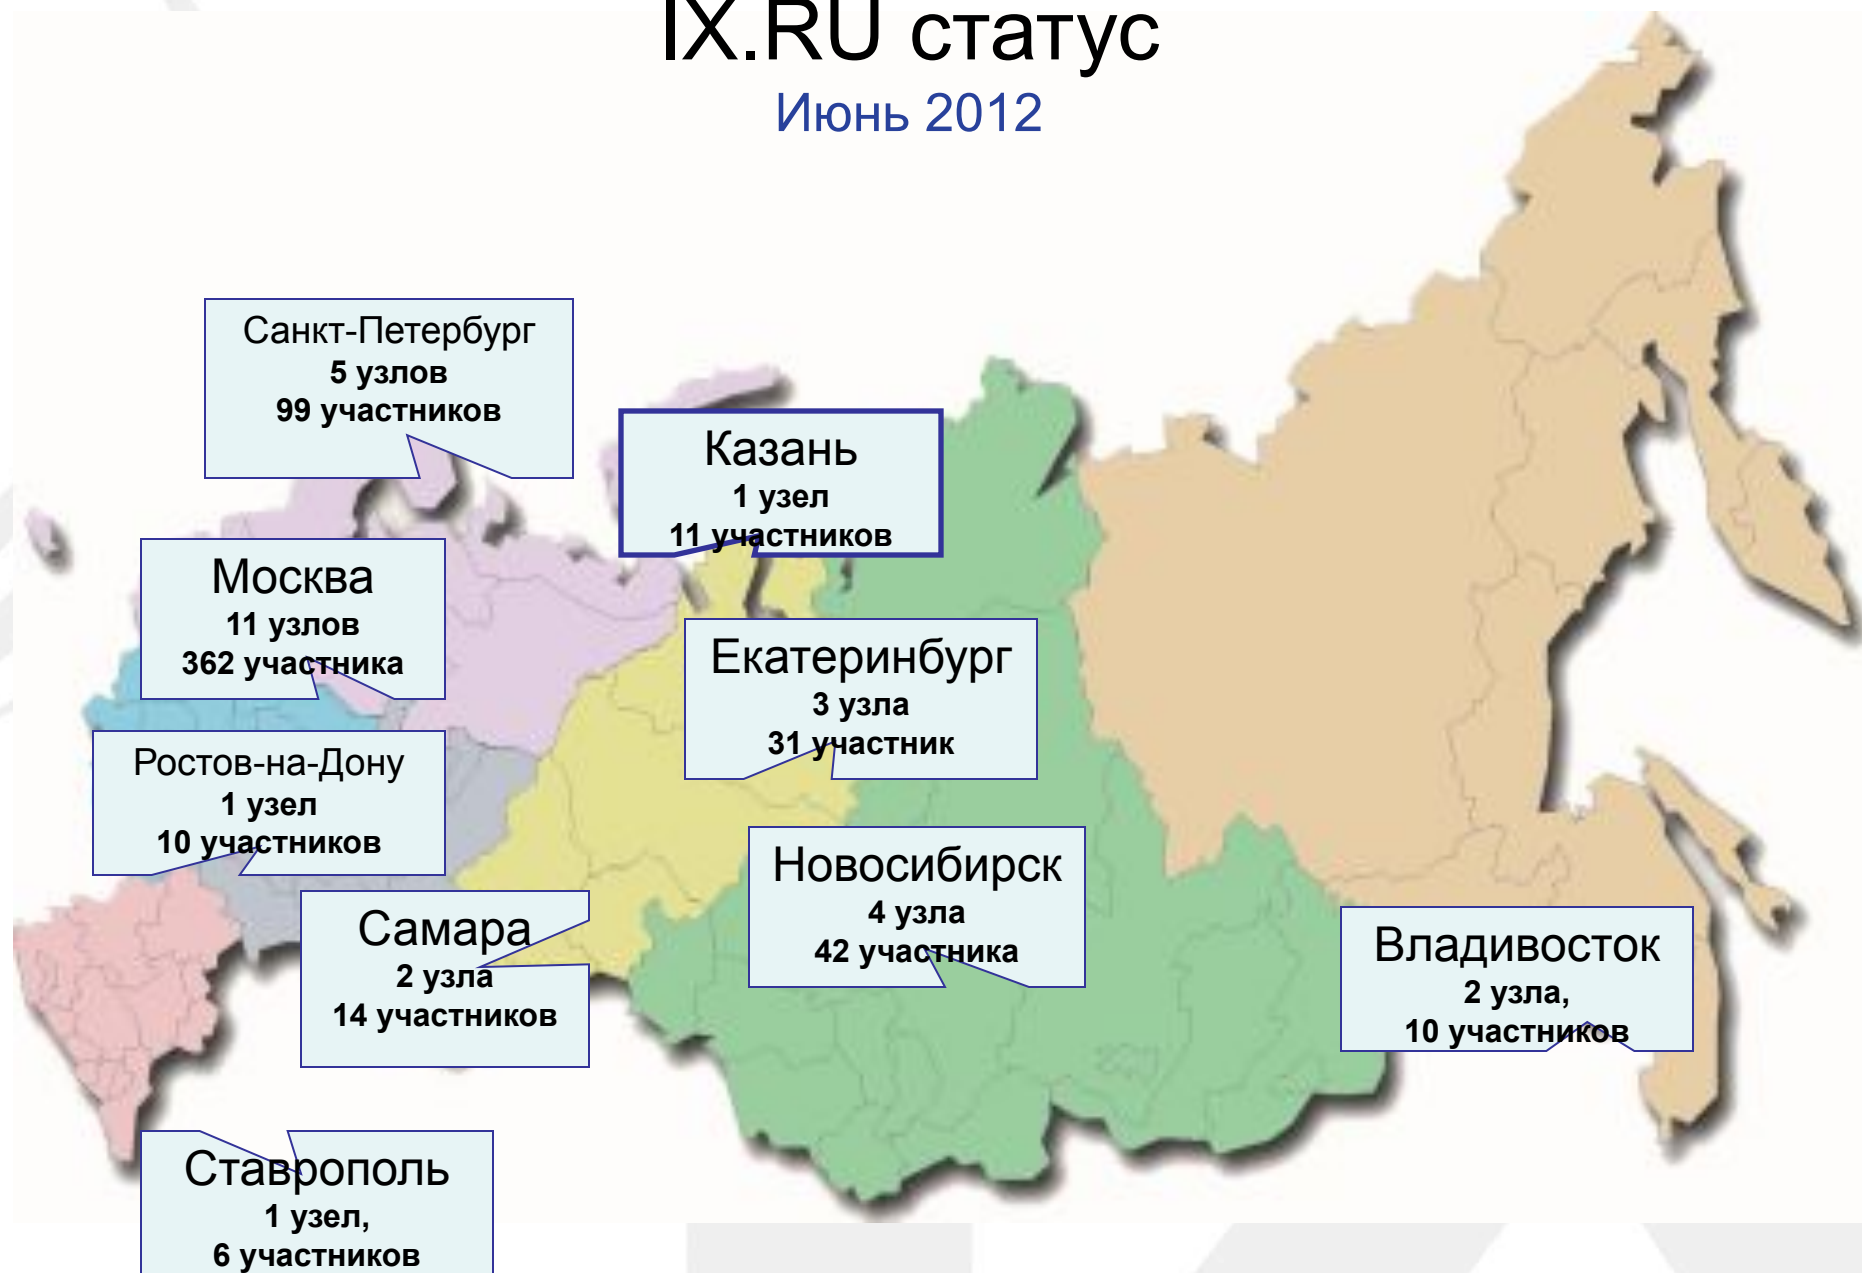 IX.RU статус
Июнь 2012
Санкт-Петербург
5 узлов
99 участников
Казань
1 узел
11 участников
Москва
11 узлов
362 участника
Екатеринбург
3 узла
31 участник
Ростов-на-Дону
1 узел
10 участников
Новосибирск
4 узла
42 участника
Самара
2 узла
14 участников
Владивосток
2 узла,
10 участников
Ставрополь
1 узел,
6 участников